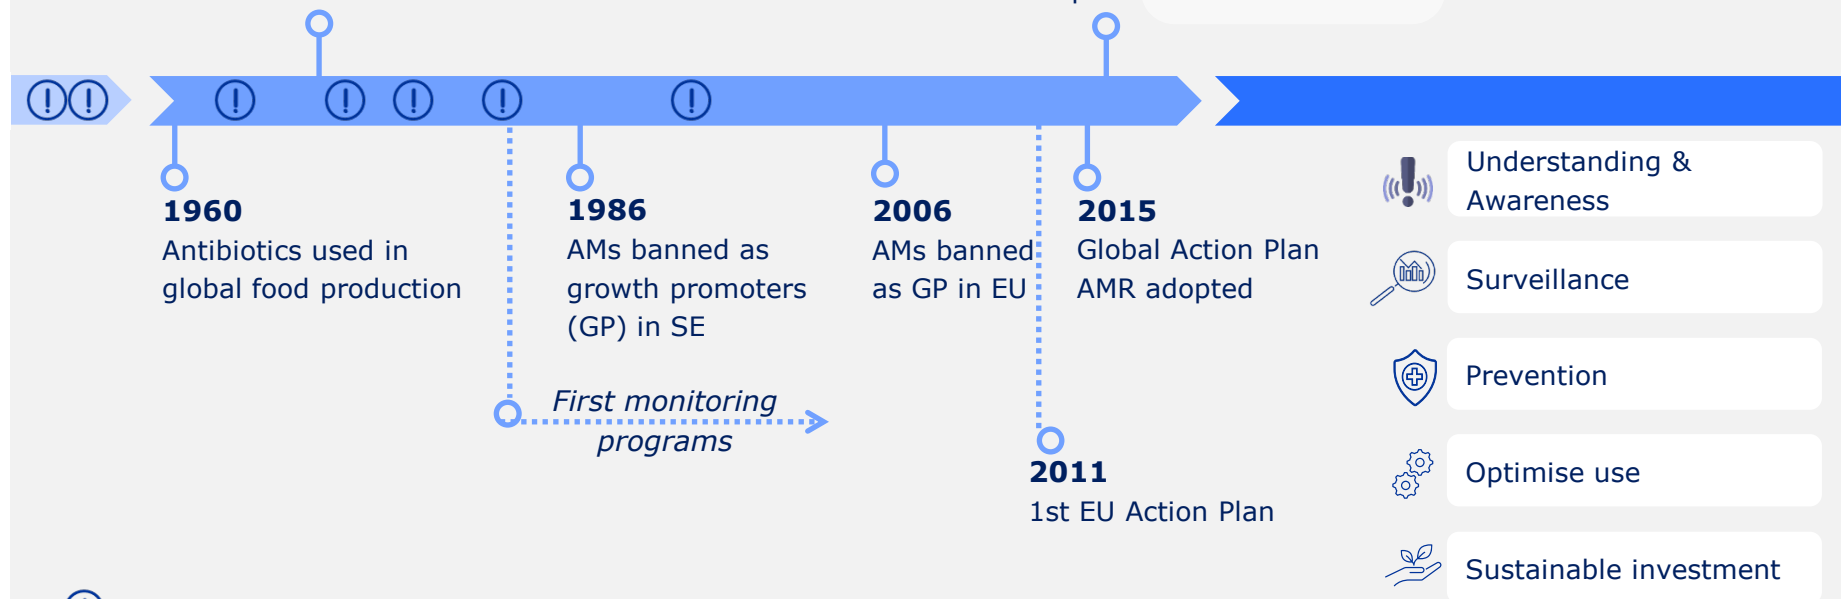 1960
Antibiotics used in
global food production
1986
AMs banned as
growth promoters
(GP) in SE
First monitoring
programs
2006
AMs banned
as GP in EU
2011
1st EU Action Plan
2015
Global Action Plan
AMR adopted
Understanding &
Awareness
Surveillance
Prevention
Optimise use
Sustainable investment